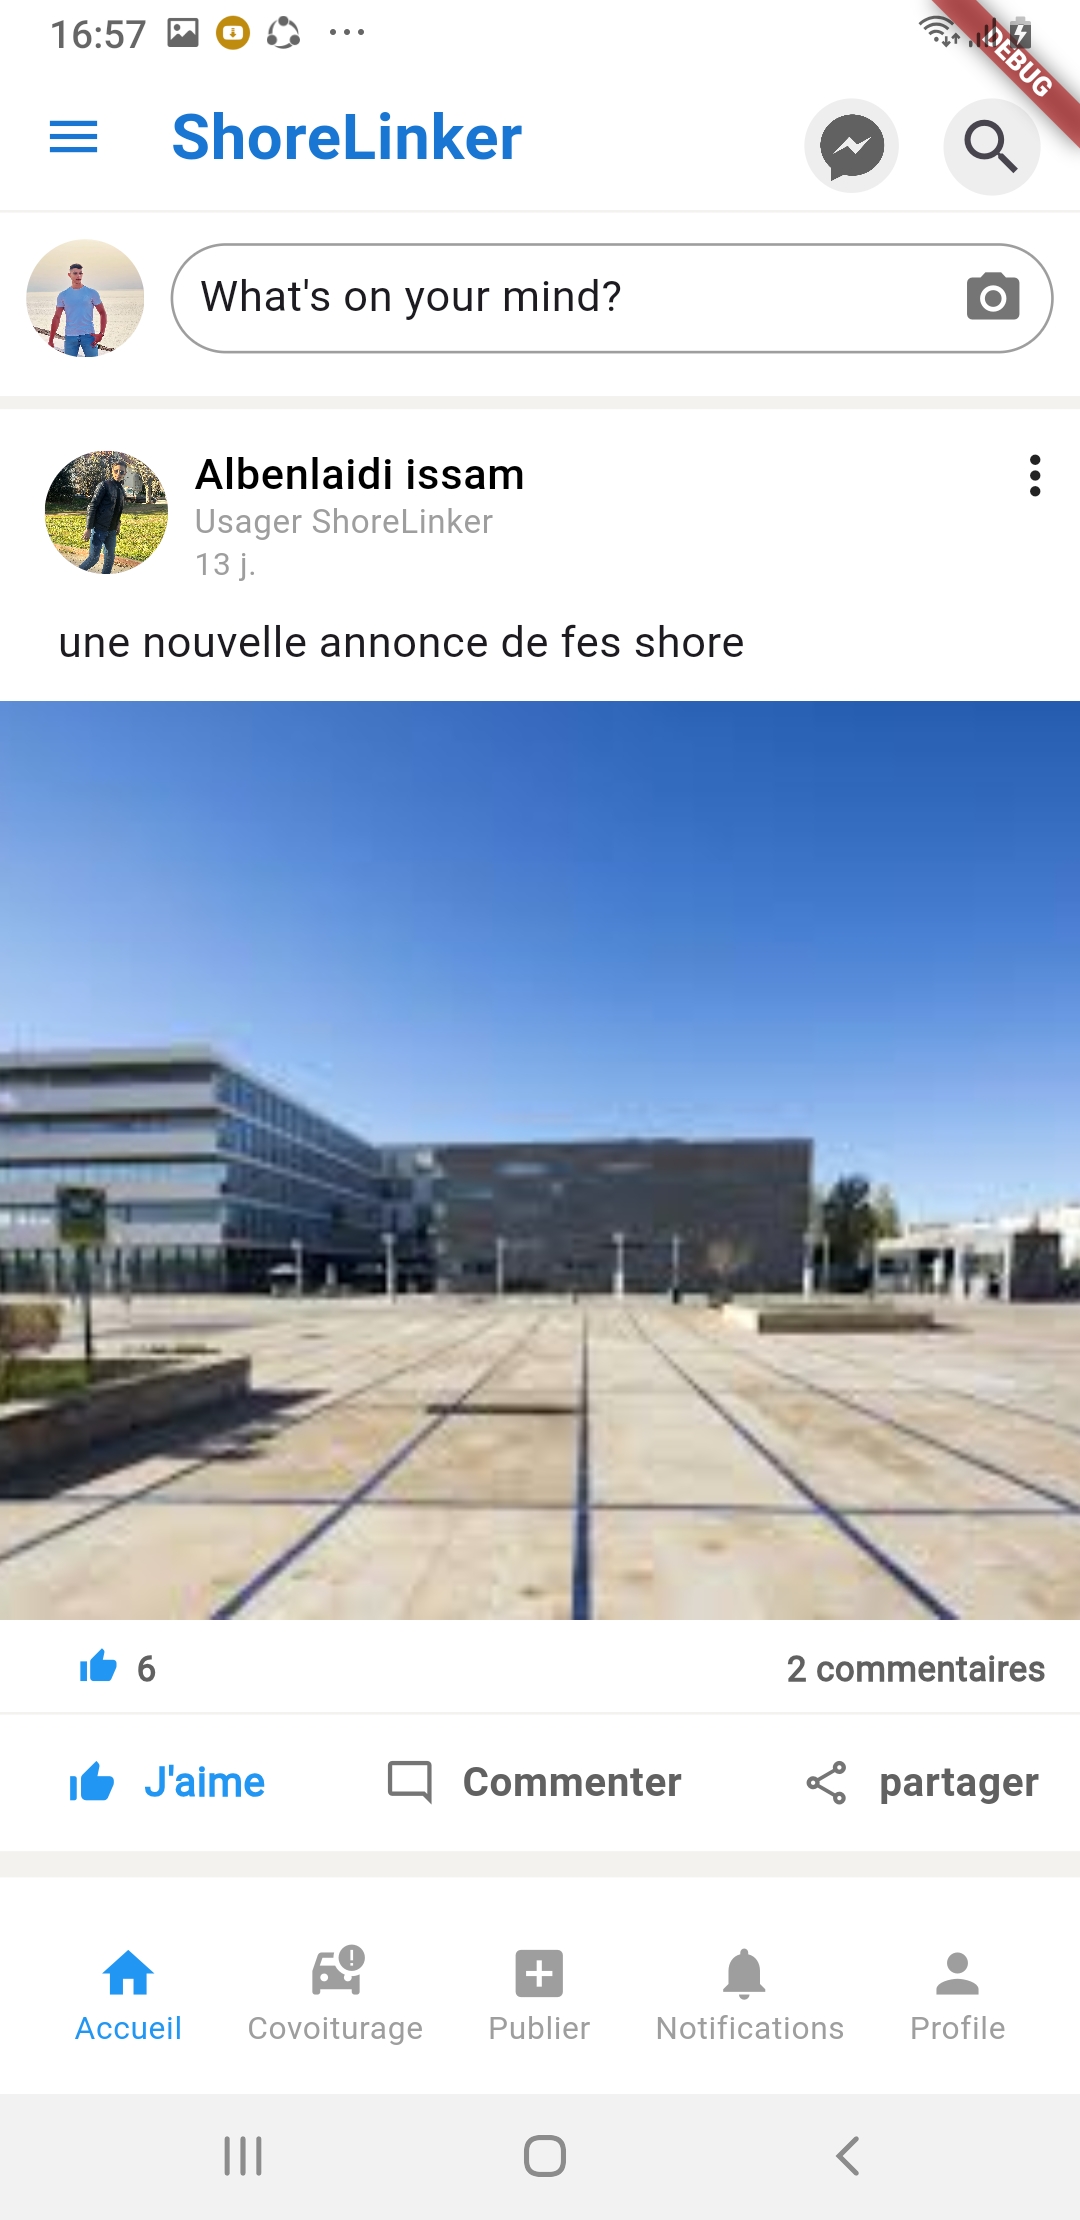 16:57
DEBUG
ShoreLinker
What's on your mind?
Albenlaidi issam
Usager ShoreLinker
13 j.
une nouvelle annonce de fes shore
6
2 commentaires
J'aime
Commenter
partager
Accueil
Covoiturage
Publier
Notifications
Profile